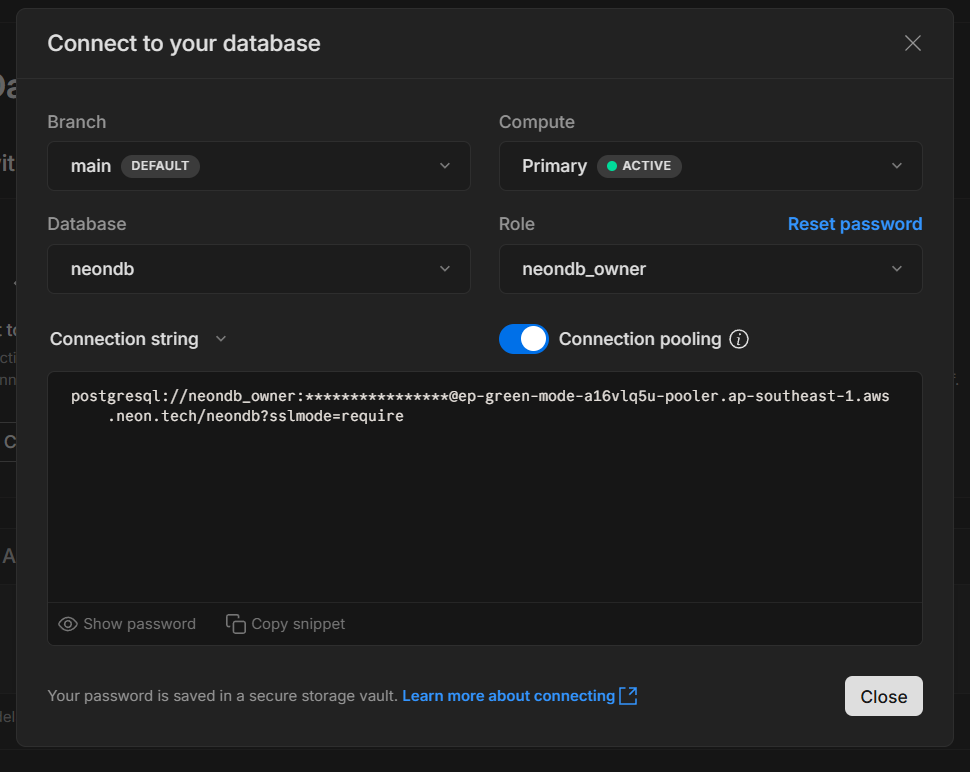 Connect to your database
Branch
Compute
main DEFAULT
Primary ACTIVE
Database
Role
Reset password
neondb
neondb_owner
Connection string
Connection pooling
postgresql://neondb_owner:****************@ep-green-mode-a16vlq5u-pooler.ap-southeast-1.aws
.neon.tech/neondb?sslmode=require
Show password
Copy snippet
Your password is saved in a secure storage vault. Learn more about connecting
Close